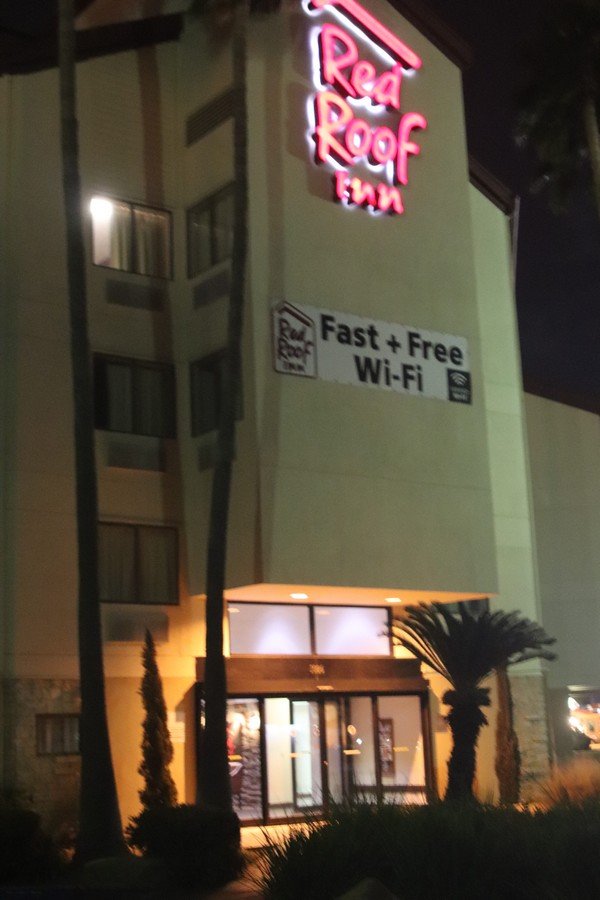 Red
Roof
Inn
Red
Roof
INN
Fast + Free
Wi-Fi